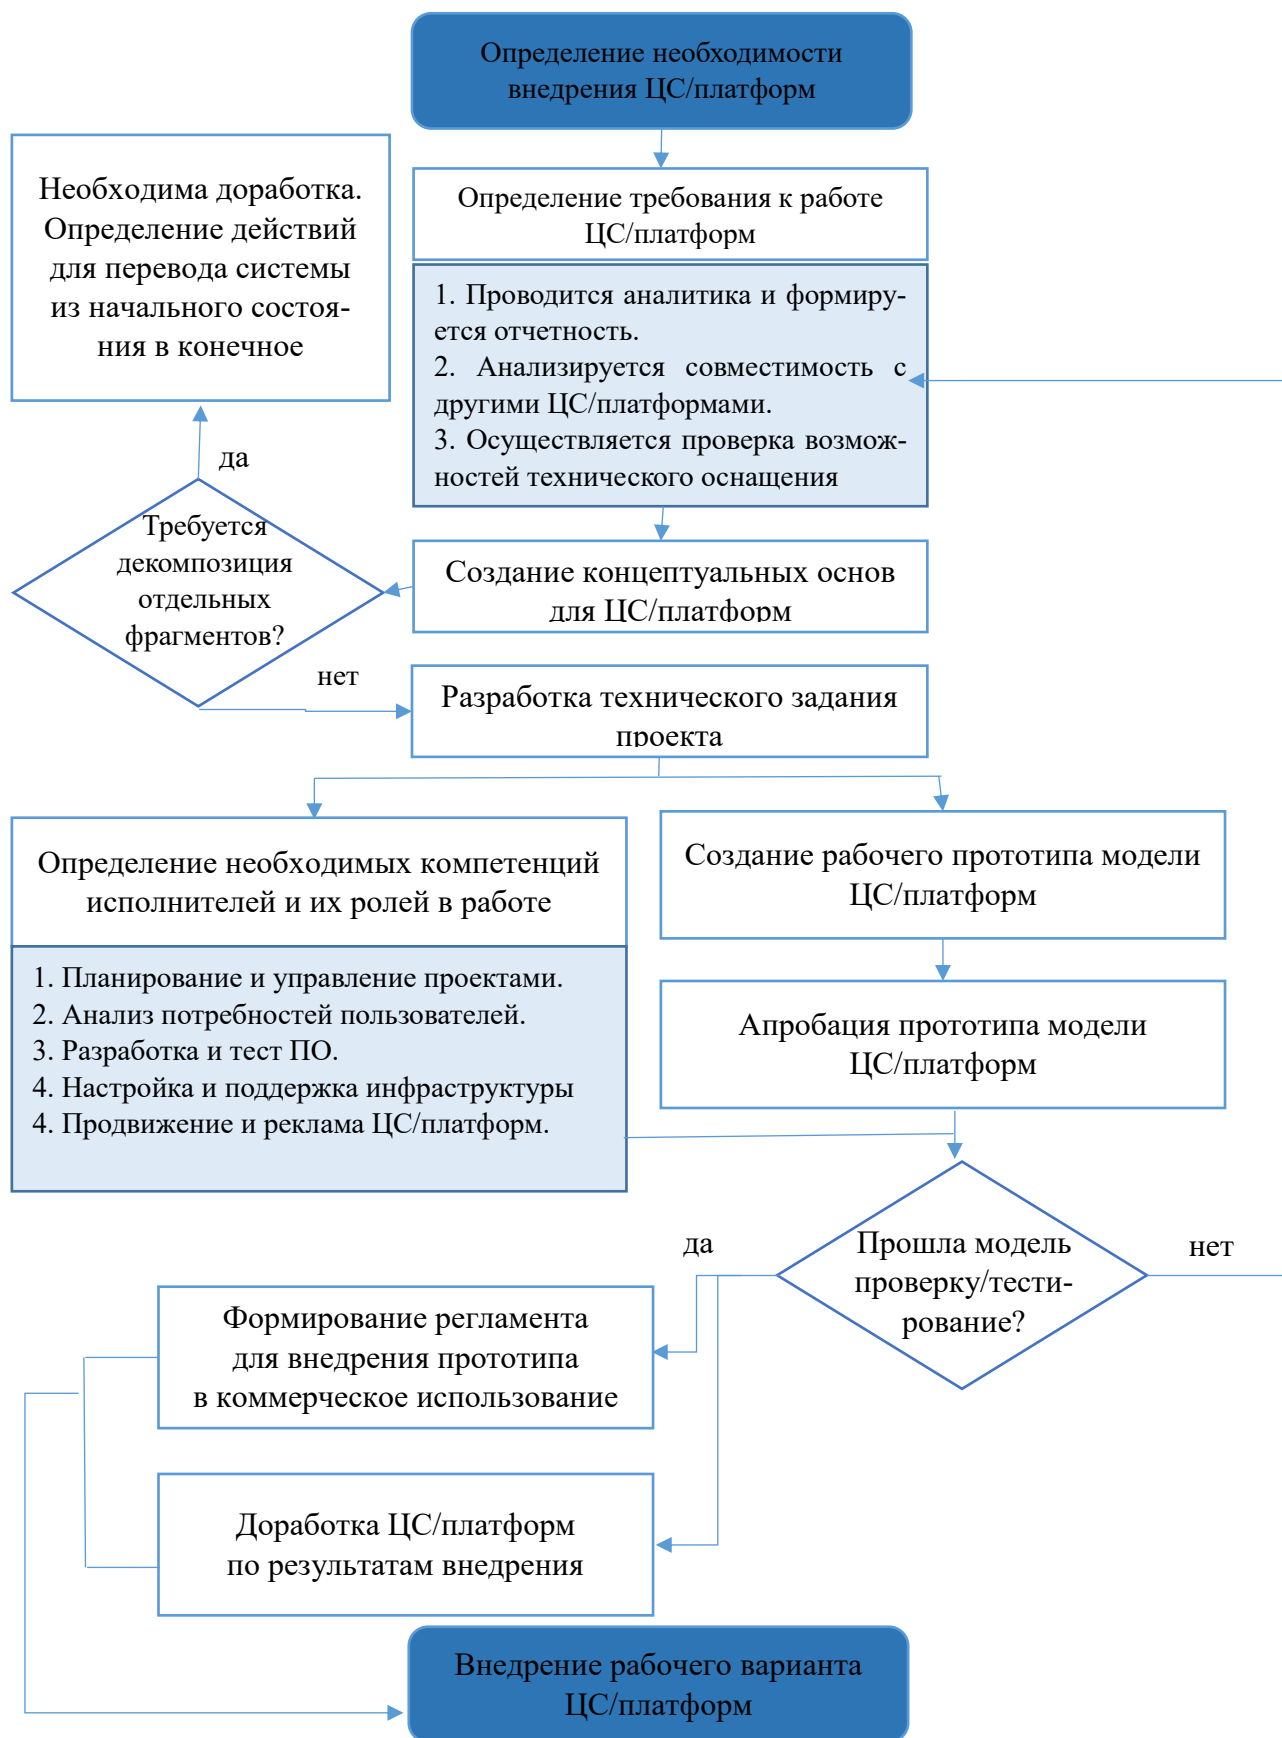 Определение необходимости
внедрения ЦС/платформ
Необходима доработка.
Определение действий
для перевода системы
из начального состоя-
ния в конечное
Определение требования к работе
ЦС/платформ
1. Проводится аналитика и формиру-
ется отчетность.
2. Анализируется совместимость с
другими ЦС/платформами.
3. Осуществляется проверка возмож-
ностей технического оснащения
да
Требуется
декомпозиция
отдельных
фрагментов?
Создание концептуальных основ
для ЦС/платформ
нет
Разработка технического задания
проекта
Определение необходимых компетенций
исполнителей и их ролей в работе
1. Планирование и управление проектами.
2. Анализ потребностей пользователей.
3. Разработка и тест ПО.
4. Настройка и поддержка инфраструктуры
4. Продвижение и реклама ЦС/платформ.
Создание рабочего прототипа модели
ЦС/платформ
Апробация прототипа модели
ЦС/платформ
да
Прошла модель
проверку/тести-
рование?
нет
Формирование регламента
для внедрения прототипа
в коммерческое использование
Доработка ЦС/платформ
по результатам внедрения
Внедрение рабочего варианта
ЦС/платформ